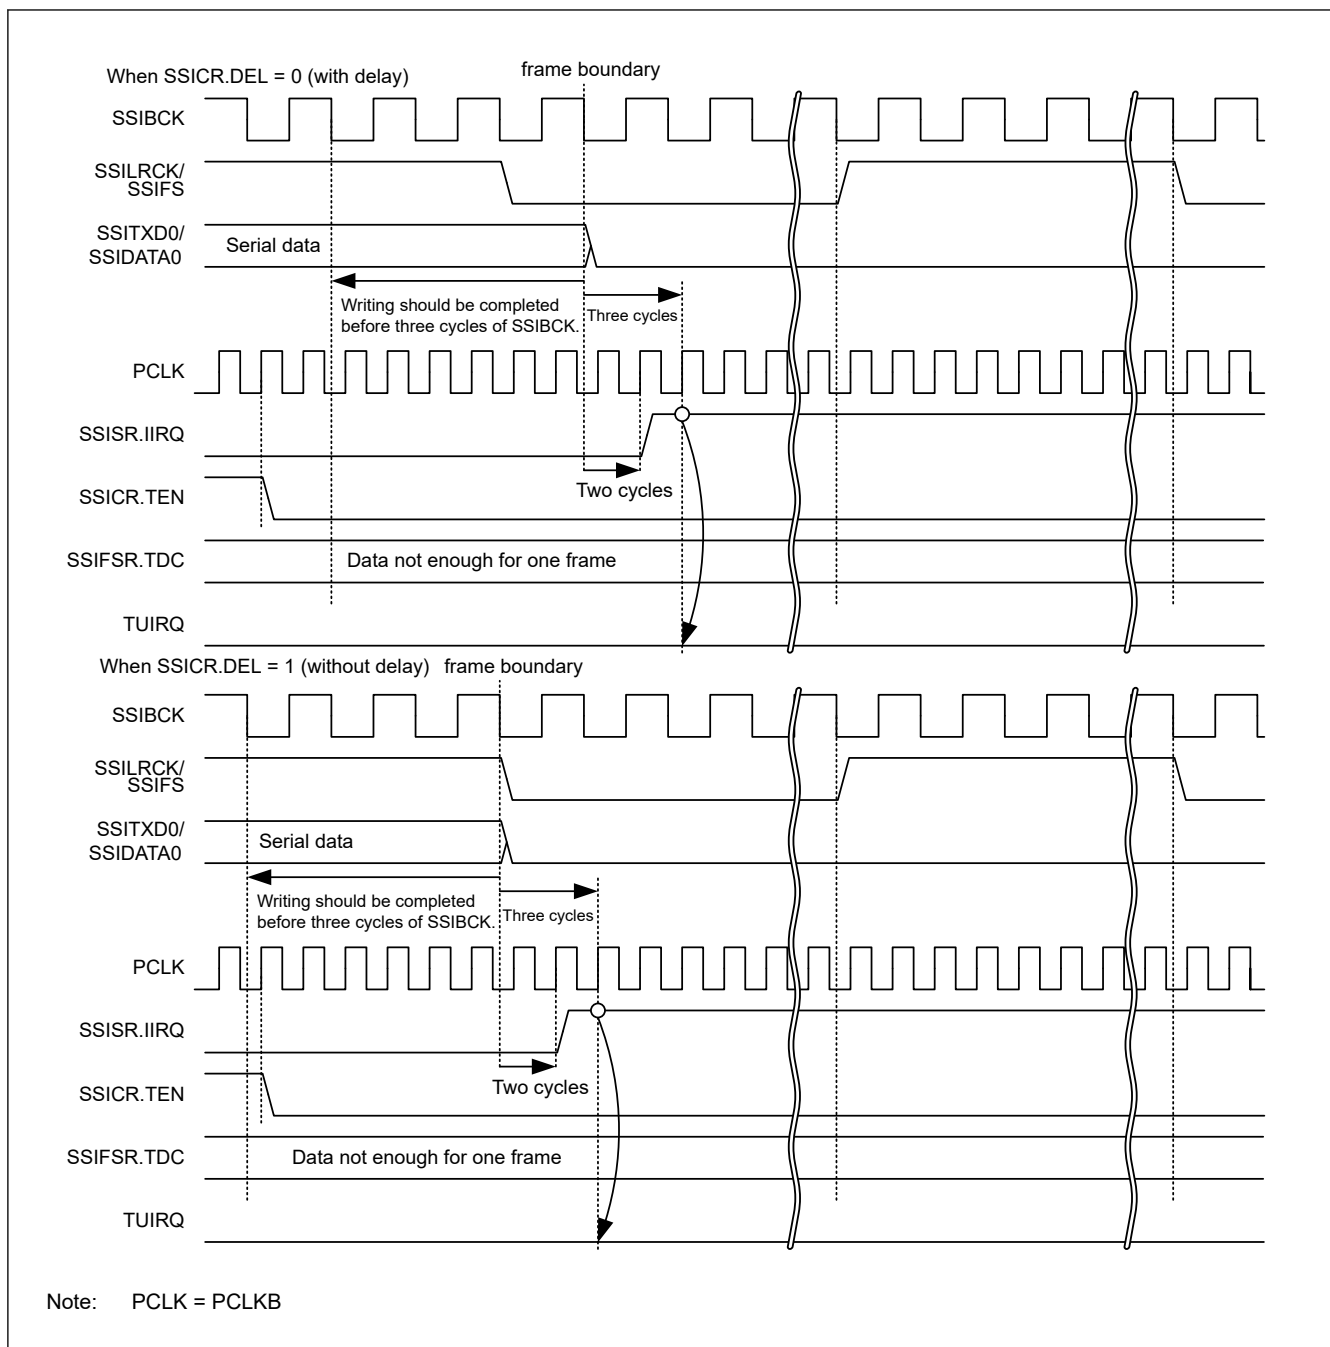 When SSICR.DEL = 0 (with delay)
frame boundary
SSIBCK
SSILRCK/
SSIFS
SSITXD0/
SSIDATA0
Serial data
Writing should be completed
before three cycles of SSIBCK.
Three cycles
PCLK
SSISR.IIRQ
Two cycles
SSICR.TEN
SSIFSR.TDC
Data not enough for one frame
TUIRQ
When SSICR.DEL = 1 (without delay)
frame boundary
SSIBCK
SSILRCK/
SSIFS
SSITXD0/
SSIDATA0
Serial data
Writing should be completed
before three cycles of SSIBCK.
Three cycles
PCLK
SSISR.IIRQ
Two cycles
SSICR.TEN
SSIFSR.TDC
Data not enough for one frame
TUIRQ
Note: PCLK = PCLKB